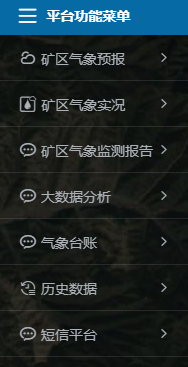 平台功能菜单
矿区气象预报
矿区气象实况
矿区气象监测报告
大数据分析
气象台账
历史数据
短信平台